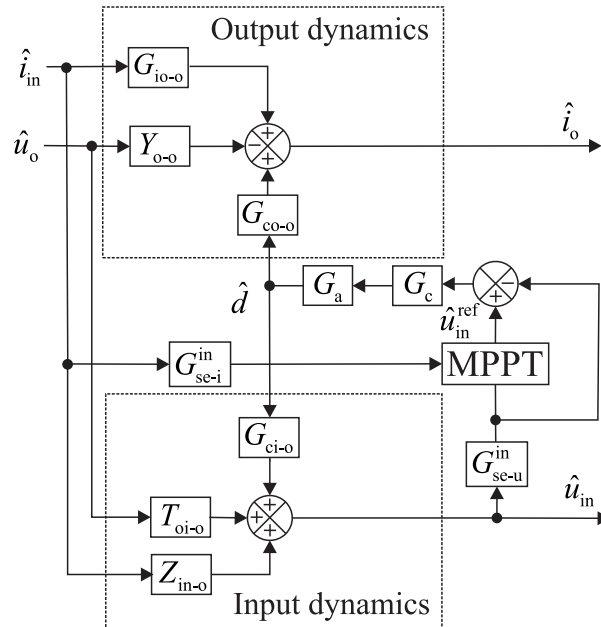 Output dynamics
î_in
G_io-o
+
û_o
Y_o-o
−
+
î_o
G_co-o
d̂
G_a
G_c
−
+
û_in^ref
G_se-i^in
MPPT
G_ci-o
G_se-u^in
+
T_oi-o
+
+
û_in
Z_in-o
Input dynamics